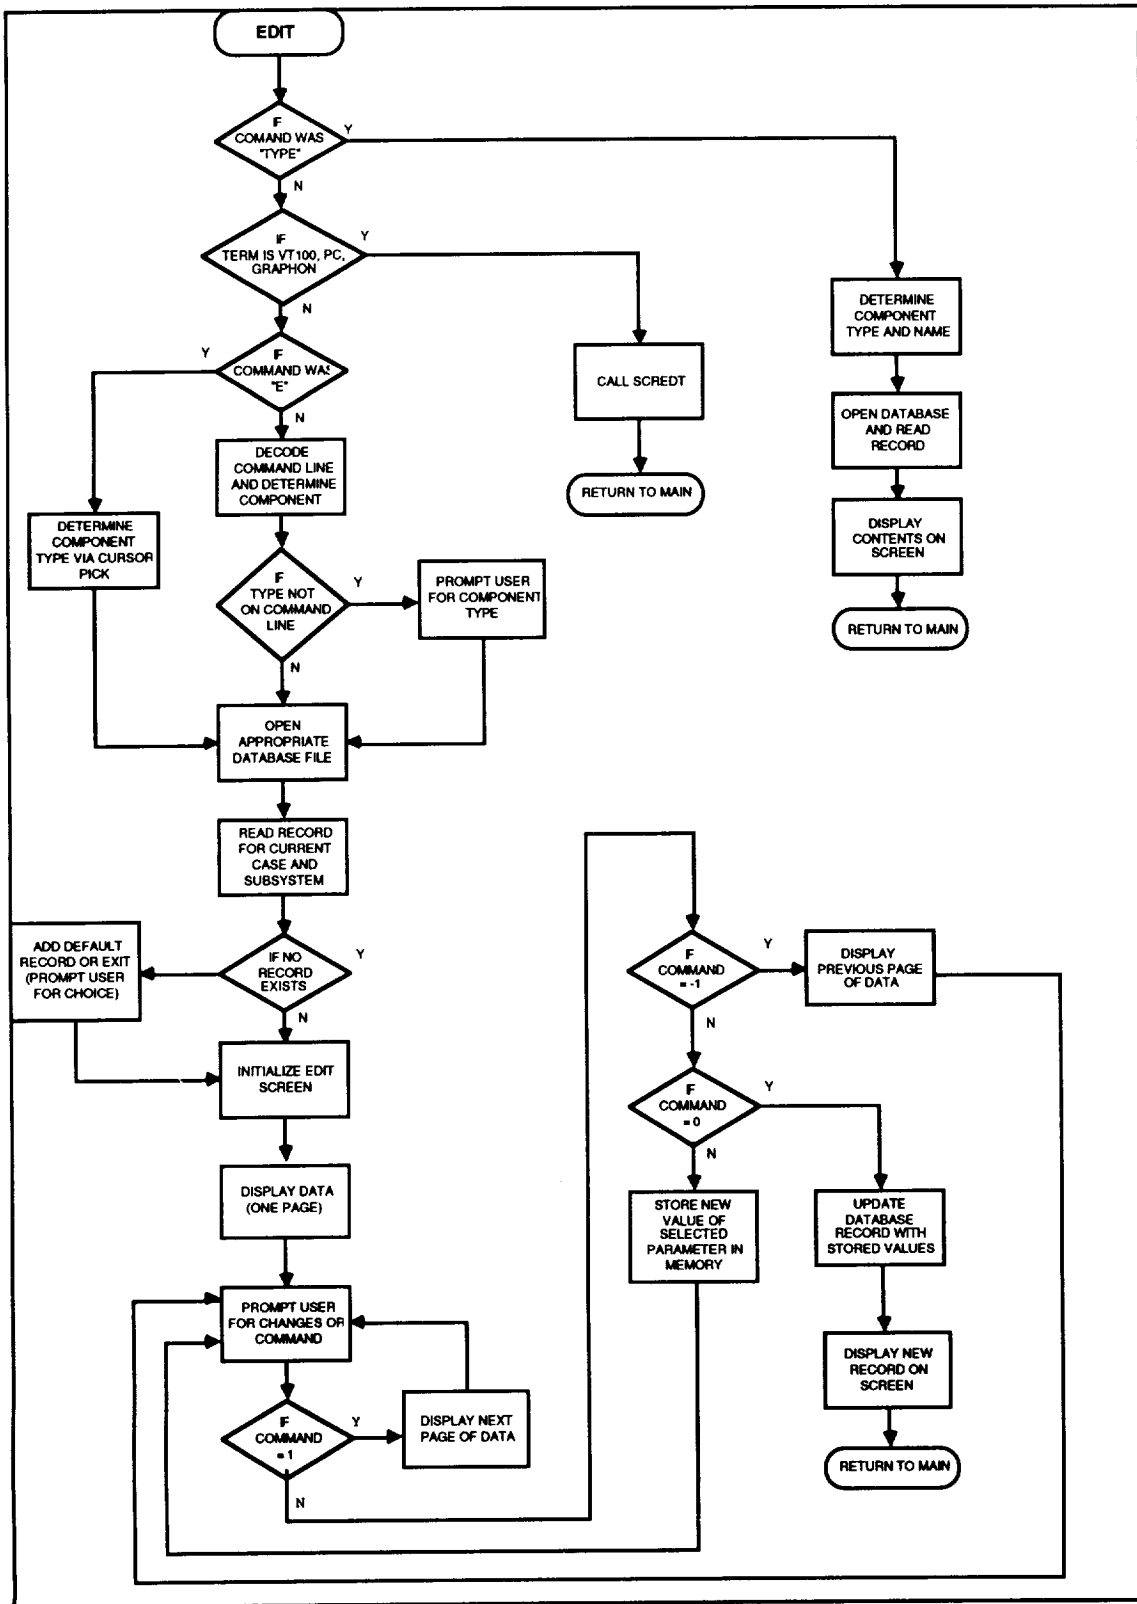 EDIT
IF
COMAND WAS
"TYPE"
Y
N
IF
TERM IS VT100, PC,
GRAPHON
Y
N
IF
COMMAND WAS
"E"
Y
N
DETERMINE
COMPONENT
TYPE AND NAME
CALL SCREDT
OPEN DATABASE
AND READ
RECORD
DECODE
COMMAND LINE
AND DETERMINE
COMPONENT
RETURN TO MAIN
DISPLAY
CONTENTS ON
SCREEN
DETERMINE
COMPONENT
TYPE VIA CURSOR
PICK
IF
TYPE NOT
ON COMMAND
LINE
Y
N
PROMPT USER
FOR COMPONENT
TYPE
RETURN TO MAIN
OPEN
APPROPRIATE
DATABASE FILE
READ RECORD
FOR CURRENT
CASE AND
SUBSYSTEM
ADD DEFAULT
RECORD OR EXIT
(PROMPT USER
FOR CHOICE)
IF NO
RECORD
EXISTS
Y
N
IF
COMMAND
= -1
Y
N
DISPLAY
PREVIOUS PAGE
OF DATA
INITIALIZE EDIT
SCREEN
IF
COMMAND
= 0
Y
N
DISPLAY DATA
(ONE PAGE)
STORE NEW
VALUE OF
SELECTED
PARAMETER IN
MEMORY
UPDATE
DATABASE
RECORD WITH
STORED VALUES
PROMPT USER
FOR CHANGES OR
COMMAND
DISPLAY NEW
RECORD ON
SCREEN
IF
COMMAND
= 1
Y
N
DISPLAY NEXT
PAGE OF DATA
RETURN TO MAIN